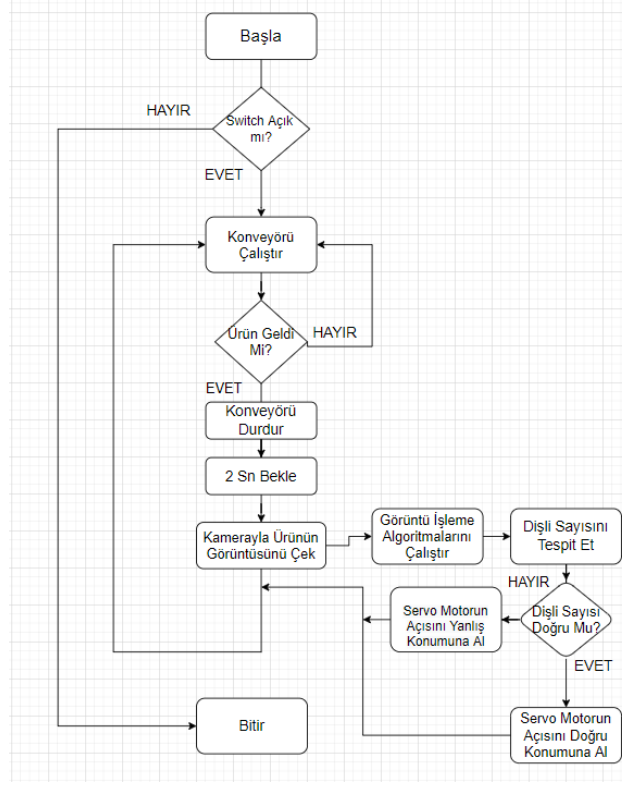 Başla
HAYIR
Switch Açık
mı?
EVET
Konveyörü
Çalıştır
Ürün Geldi
Mi?
HAYIR
EVET
Konveyörü
Durdur
2 Sn Bekle
Kamerayla Ürünün
Görüntüsünü Çek
Görüntü İşleme
Algoritmalarını
Çalıştır
Dişli Sayısını
Tespit Et
HAYIR
Dişli Sayısı
Doğru Mu?
Servo Motorun
Açısını Yanlış
Konumuna Al
EVET
Servo Motorun
Açısını Doğru
Konumuna Al
Bitir